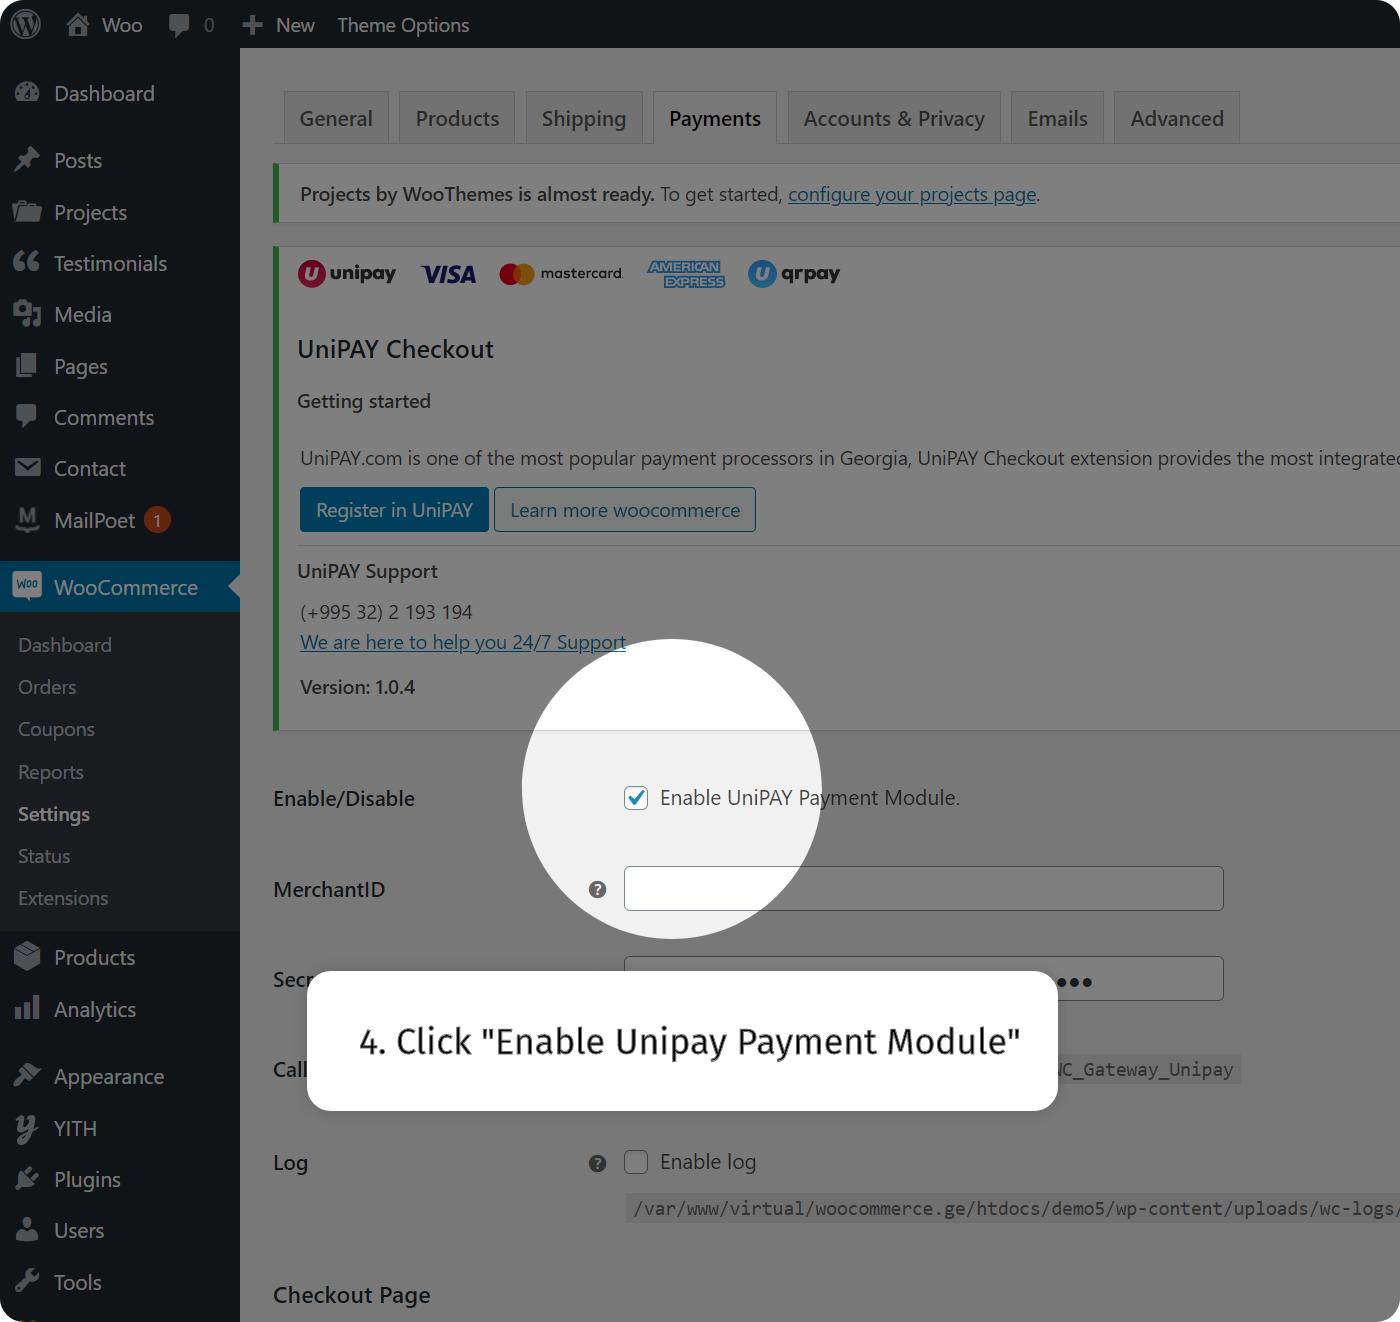 Woo 0 New Theme Options
Dashboard
Posts
Projects
Testimonials
Media
Pages
Comments
Contact
MailPoet 1
WooCommerce
Dashboard
Orders
Coupons
Reports
Settings
Status
Extensions
Products
Analytics
Appearance
YITH
Plugins
Users
Tools
General Products Shipping Payments Accounts & Privacy Emails Advanced
Projects by WooThemes is almost ready. To get started, configure your projects page.
unipay VISA mastercard. AMERICAN EXPRESS qrpay
UniPAY Checkout
Getting started
UniPAY.com is one of the most popular payment processors in Georgia, UniPAY Checkout extension provides the most integrated
Register in UniPAY Learn more woocommerce
UniPAY Support
(+995 32) 2 193 194
We are here to help you 24/7 Support
Version: 1.0.4
Enable/Disable Enable UniPAY Payment Module.
MerchantID
4. Click "Enable Unipay Payment Module"
C_Gateway_Unipay
Log Enable log
/var/www/virtual/woocommerce.ge/htdocs/demo5/wp-content/uploads/wc-logs/
Checkout Page